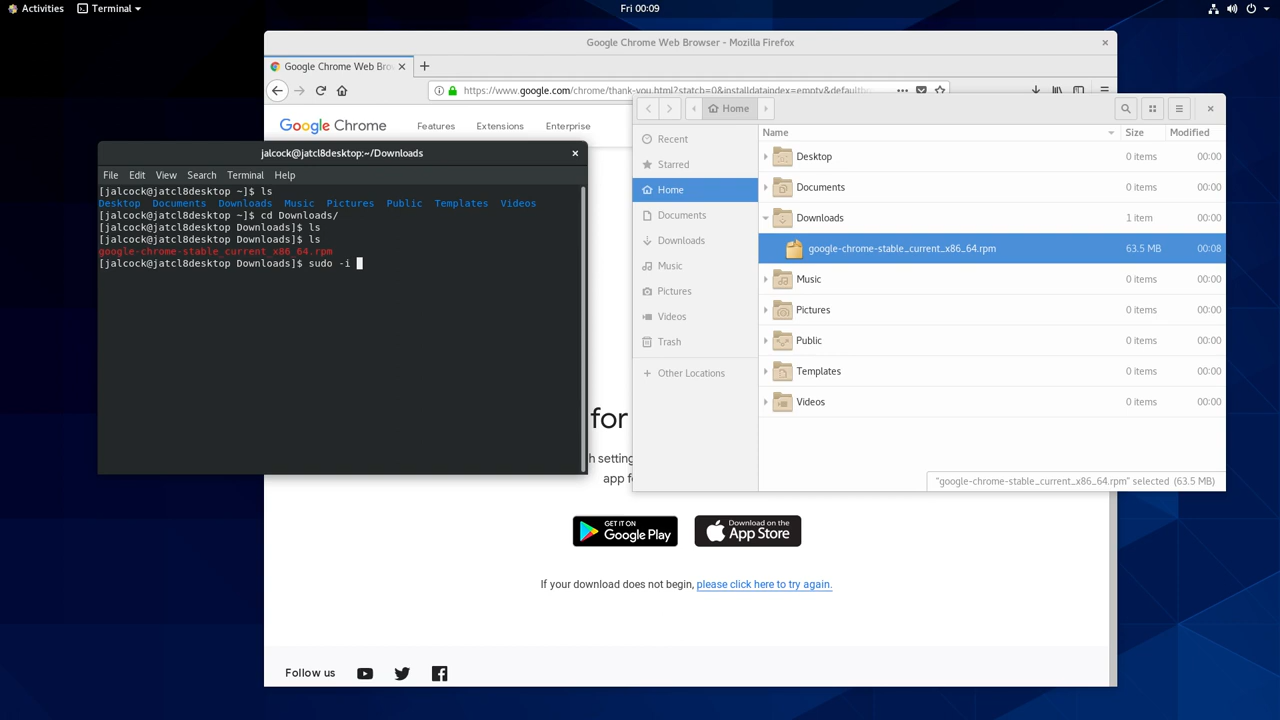 Activities Terminal Fri 00:09
Google Chrome Web Browser - Mozilla Firefox
Google Chrome Web Bro
https://www.google.com/chrome/thank-you.html?statcb=0&installdataindex=empty&default
Google Chrome Features Extensions Enterprise
jalcock@jatcl8desktop:~/Downloads
File Edit View Search Terminal Help
[jalcock@jatcl8desktop ~]$ ls
Desktop Documents Downloads Music Pictures Public Templates Videos
[jalcock@jatcl8desktop ~]$ cd Downloads/
[jalcock@jatcl8desktop Downloads]$ ls
[jalcock@jatcl8desktop Downloads]$ ls
google-chrome-stable_current_x86_64.rpm
[jalcock@jatcl8desktop Downloads]$ sudo -i
Home
Recent
Starred
Home
Documents
Downloads
Music
Pictures
Videos
Trash
Other Locations
Name Size Modified
Desktop 0 items 00:00
Documents 0 items 00:00
Downloads 1 item 00:00
google-chrome-stable_current_x86_64.rpm 63.5 MB 00:08
Music 0 items 00:00
Pictures 0 items 00:00
Public 0 items 00:00
Templates 0 items 00:00
Videos 0 items 00:00
"google-chrome-stable_current_x86_64.rpm" selected (63.5 MB)
for
h setting
app f
GET IT ON
Google Play
Download on the
App Store
If your download does not begin, please click here to try again.
Follow us